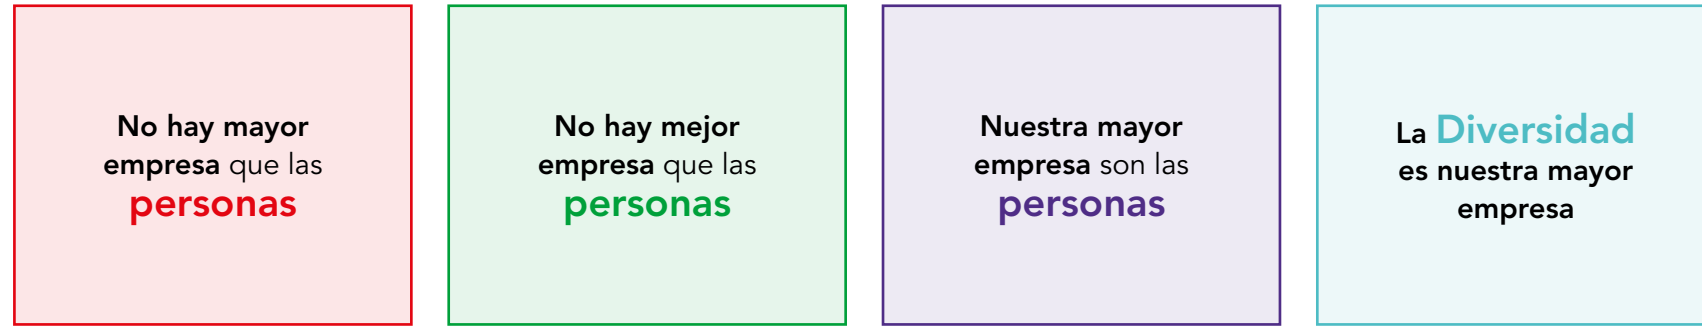 No hay mayor
empresa que las
personas
No hay mejor
empresa que las
personas
Nuestra mayor
empresa son las
personas
La Diversidad
es nuestra mayor
empresa